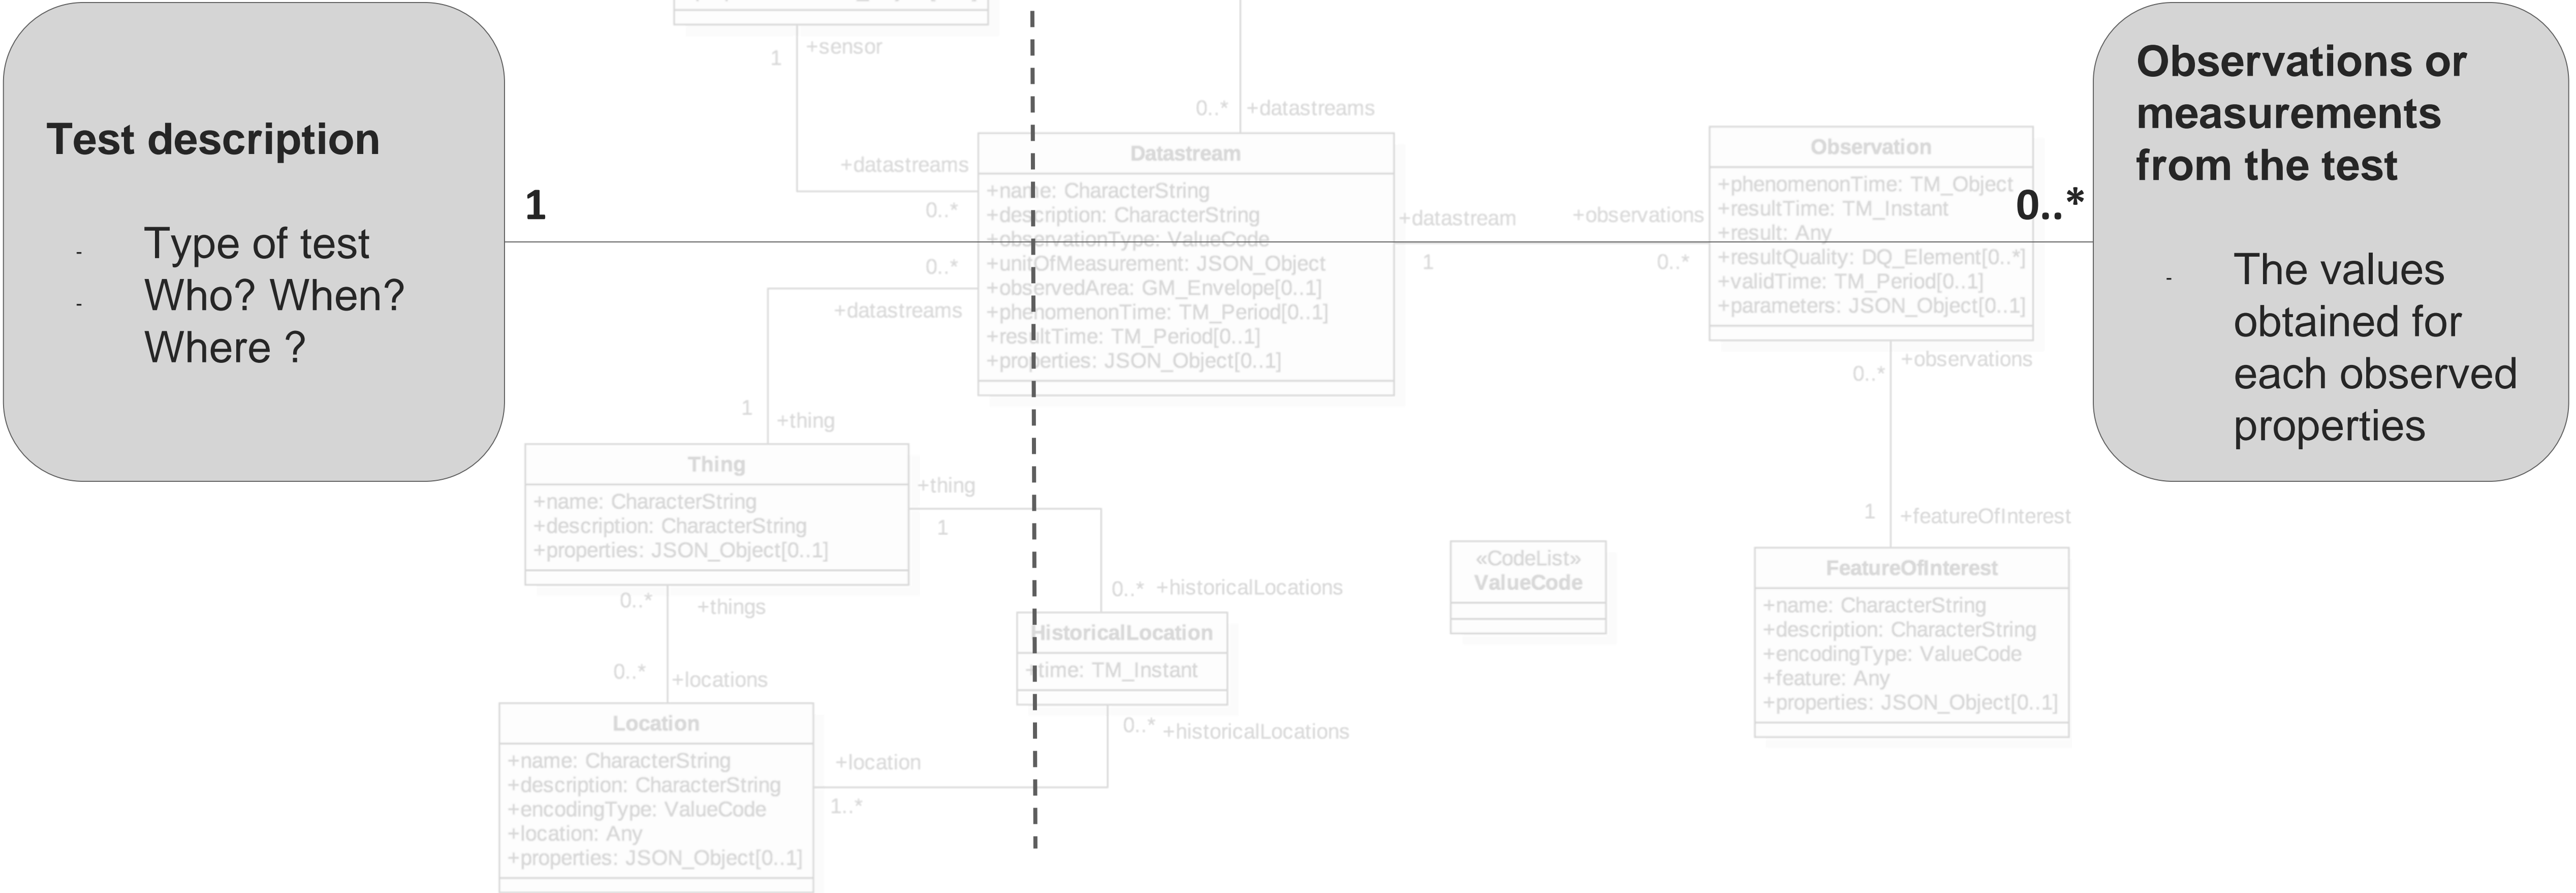 Test description
- Type of test
- Who? When?
Where ?
1
0..*
Observations or
measurements
from the test
- The values
obtained for
each observed
properties
1
+sensor
0..*
+datastreams
+datastreams
0..*
Datastream
+name: CharacterString
+description: CharacterString
+observationType: ValueCode
+unitOfMeasurement: JSON_Object
+observedArea: GM_Envelope[0..1]
+phenomenonTime: TM_Period[0..1]
+resultTime: TM_Period[0..1]
+properties: JSON_Object[0..1]
+datastream
1
+observations
0..*
Observation
+phenomenonTime: TM_Object
+resultTime: TM_Instant
+result: Any
+resultQuality: DQ_Element[0..*]
+validTime: TM_Period[0..1]
+parameters: JSON_Object[0..1]
0..*
+datastreams
1
+thing
0..*
+observations
1
+featureOfInterest
Thing
+name: CharacterString
+description: CharacterString
+properties: JSON_Object[0..1]
+thing
1
0..*
+historicalLocations
«CodeList»
ValueCode
FeatureOfInterest
+name: CharacterString
+description: CharacterString
+encodingType: ValueCode
+feature: Any
+properties: JSON_Object[0..1]
0..*
+things
0..*
+locations
HistoricalLocation
+time: TM_Instant
0..*
+historicalLocations
Location
+name: CharacterString
+description: CharacterString
+encodingType: ValueCode
+location: Any
+properties: JSON_Object[0..1]
+location
1..*